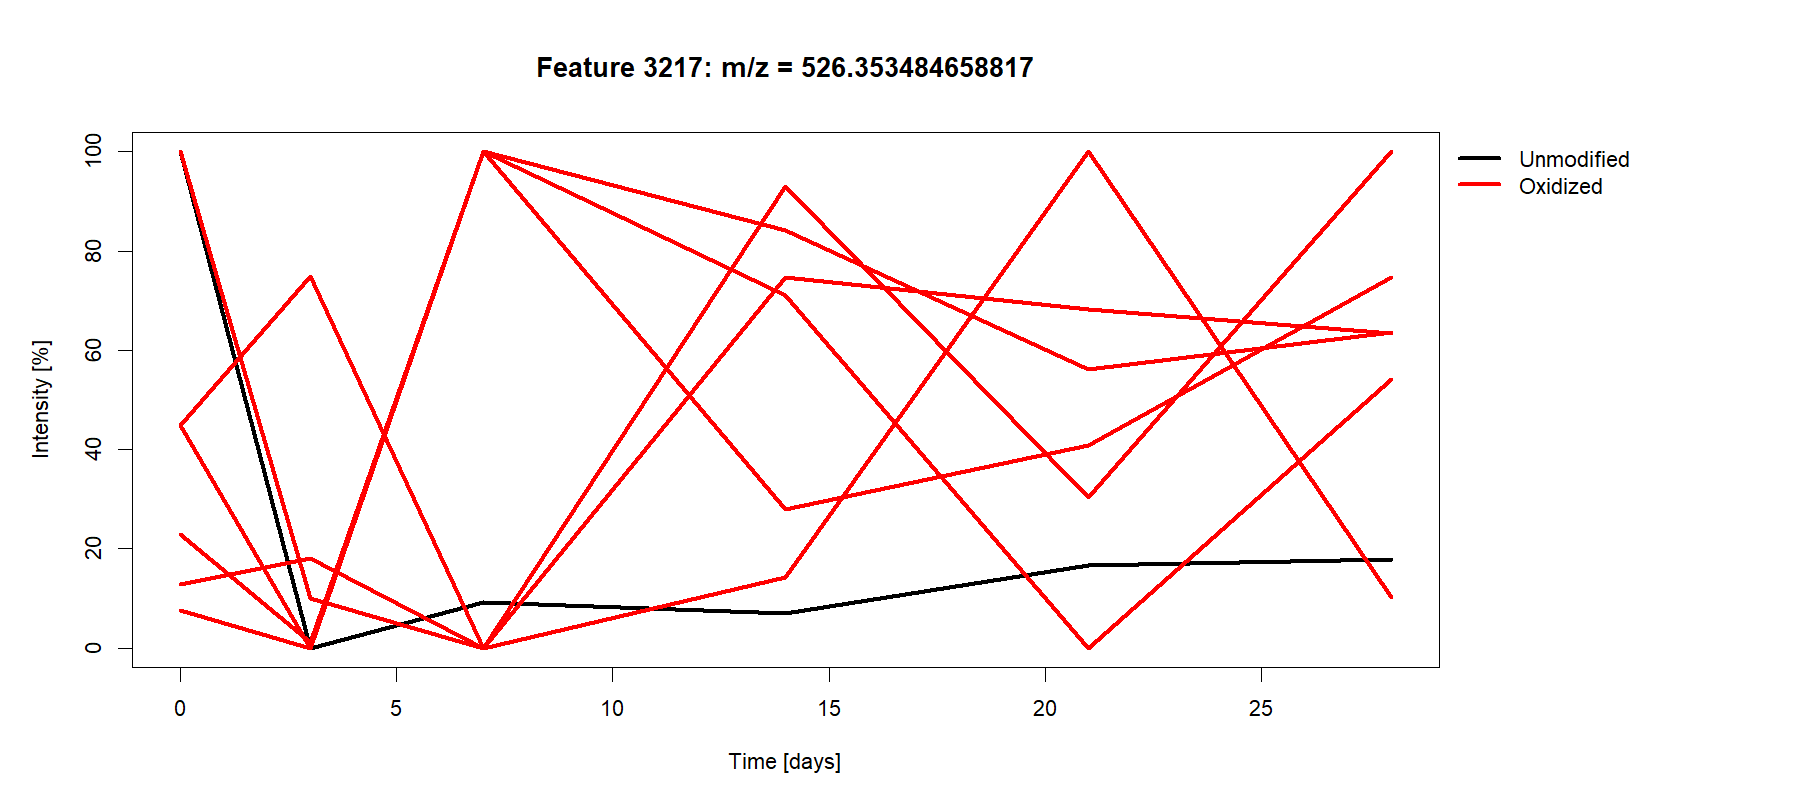 Feature 3217: m/z = 526.353484658817
Unmodified
Oxidized
Intensity [%]
100
80
60
40
20
0
0 5 10 15 20 25
Time [days]